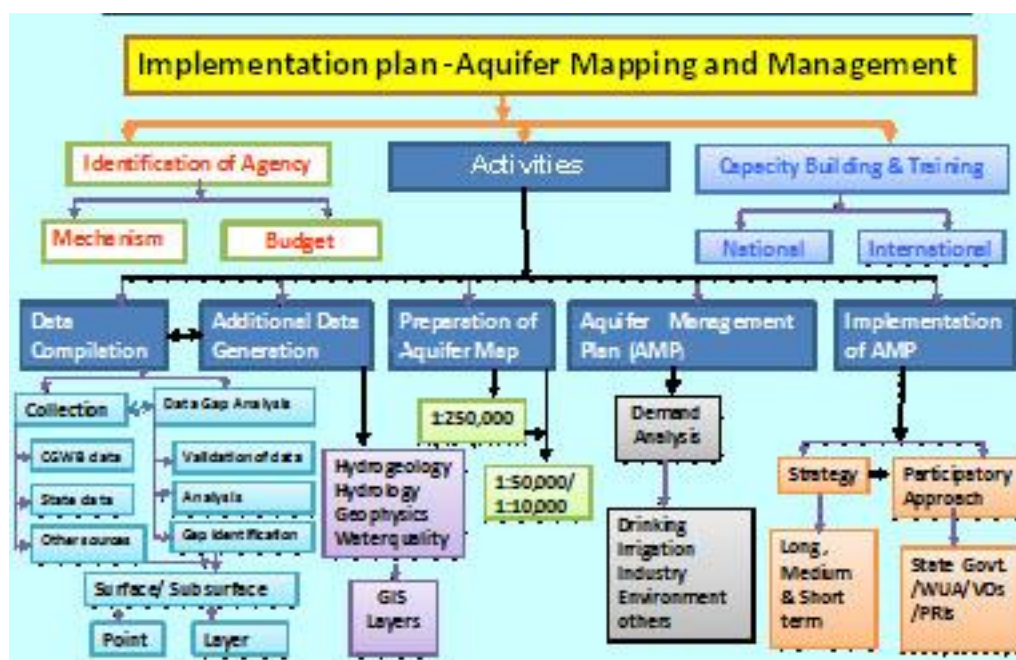 Implementation plan -Aquifer Mapping and Management
Identification of Agency
Activities
Capacity Building & Training
Mechanism
Budget
National
International
Data
Compilation
Additional Data
Generation
Preparation of
Aquifer Map
Aquifer Management
Plan (AMP)
Implementation
of AMP
Collection
Data Gap Analysis
1:250,000
Demand
Analysis
CGWB data
Validation of data
Hydrogeology
Hydrology
Geophysics
Waterquality
1:50,000/
1:10,000
Strategy
Participatory
Approach
State data
Analysis
Other sources
Gap Identification
Drinking
Irrigation
Industry
Environment
others
Long,
Medium
& Short
term
State Govt.
/WUA/ VOs
/PRIs
Surface/ Subsurface
GIS
Layers
Point
Layer